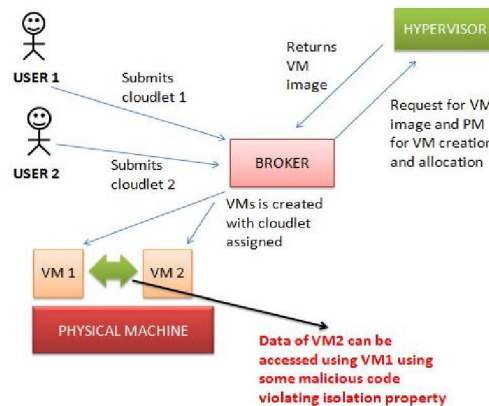 HYPERVISOR
Returns
VM
image
USER 1
Submits
cloudlet 1
Request for VM
image and PM
for VM creation
and allocation
USER 2
Submits
cloudlet 2
BROKER
VMs is created
with cloudlet
assigned
VM 1
VM 2
PHYSICAL MACHINE
Data of VM2 can be
accessed using VM1 using
some malicious code
violating isolation property